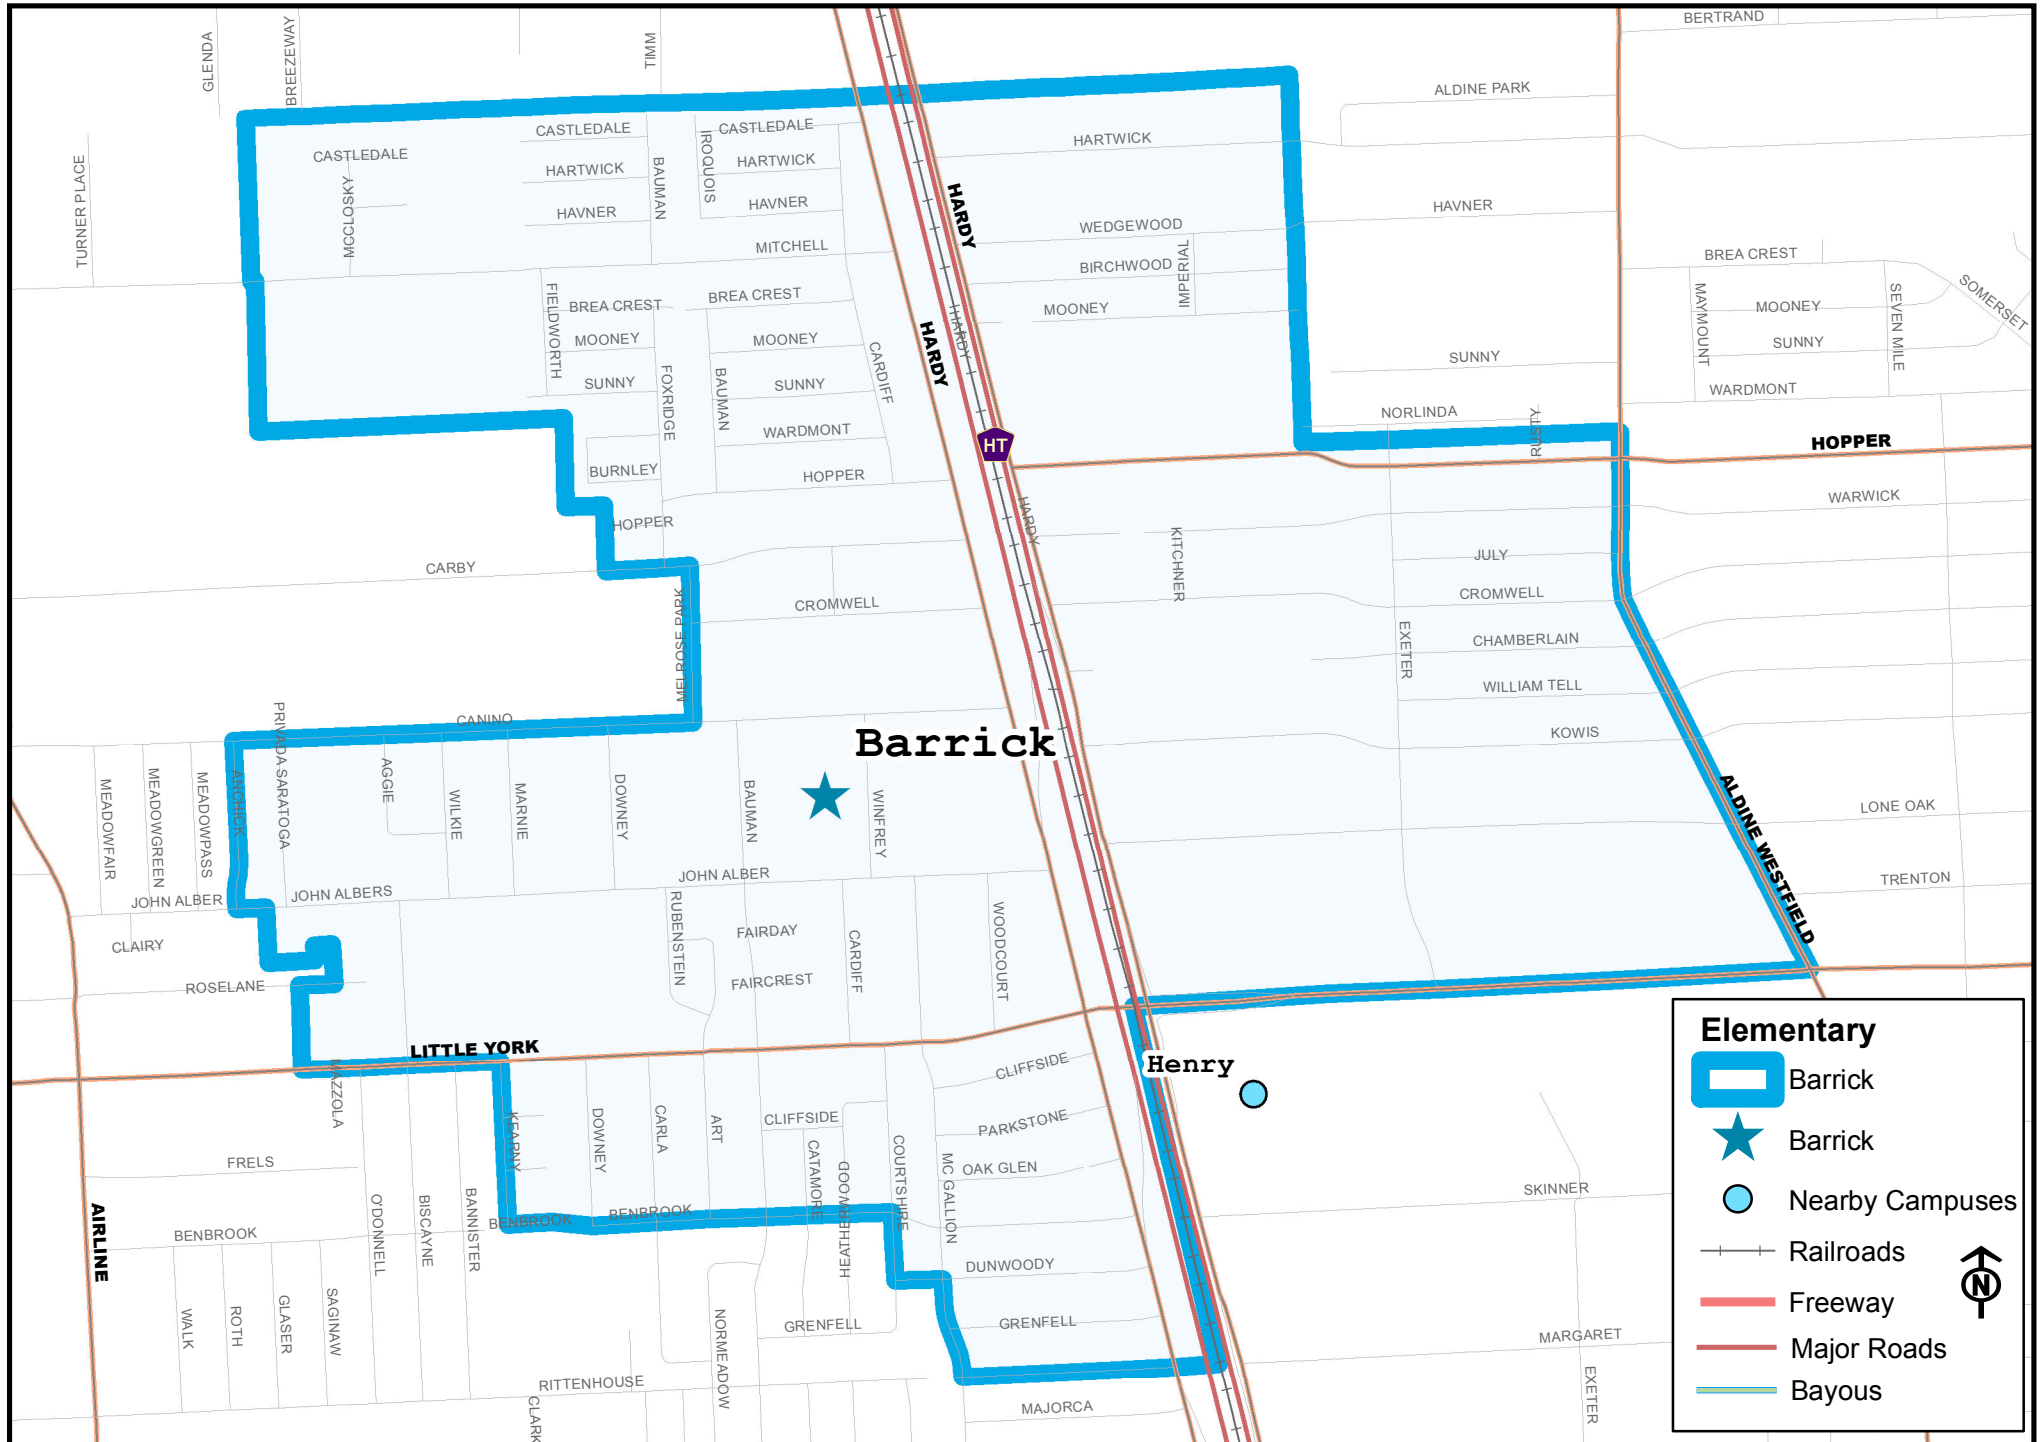 BERTRAND
GLENDA
BREEZEWAY
TIMM
ALDINE PARK
CASTLEDALE
CASTLEDALE
CASTLEDALE
IROQUOIS
HARTWICK
HARTWICK
HARTWICK
BAUMAN
TURNER PLACE
MCCLOSKY
HAVNER
HAVNER
HAVNER
HARDY
WEDGEWOOD
MITCHELL
IMPERIAL
BIRCHWOOD
BREA CREST
SOMERSET
FIELDWORTH
BREA CREST
BREA CREST
MOONEY
MAYMOUNT
MOONEY
SEVEN MILE
MOONEY
MOONEY
HARDY
HARDY
SUNNY
SUNNY
CARDIFF
SUNNY
SUNNY
FOXRIDGE
BAUMAN
WARDMONT
NORLINDA
RUSTY
WARDMONT
HT
HOPPER
BURNLEY
HOPPER
WARWICK
HOPPER
HARDY
KITCHNER
JULY
CARBY
CROMWELL
CROMWELL
MELROSE PARK
EXETER
CHAMBERLAIN
WILLIAM TELL
CANINO
PRIVADA SARATOGA
KOWIS
Barrick
MEADOWFAIR
MEADOWGREEN
MEADOWPASS
ANCHICK
AGGIE
WILKIE
MARNIE
DOWNEY
BAUMAN
WINFREY
ALDINE WESTFIELD
LONE OAK
JOHN ALBER
JOHN ALBERS
JOHN ALBER
TRENTON
RUBENSTEIN
FAIRDAY
CARDIFF
WOODCOURT
CLAIRY
FAIRCREST
ROSELANE
LITTLE YORK
MAZZOLA
CLIFFSIDE
Henry
KEARNY
DOWNEY
CARLA
ART
CLIFFSIDE
CATAMORE
HEATHERWOOD
COURTSHIRE
PARKSTONE
MC GALLION
OAK GLEN
FRELS
O'DONNELL
BISCAYNE
BANNISTER
SKINNER
BENBROOK
BENBROOK
BENBROOK
AIRLINE
DUNWOODY
WALK
ROTH
GLASER
SAGINAW
NORMEADOW
GRENFELL
GRENFELL
MARGARET
RITTENHOUSE
CLARK
MAJORCA
EXETER
Elementary
Barrick
Barrick
Nearby Campuses
Railroads
Freeway
Major Roads
Bayous
N